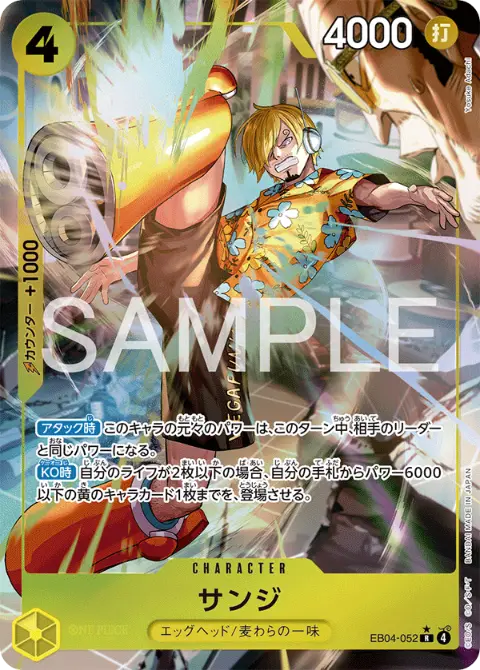 4
4000
打
Yosuke Adachi
カウンター +1000
SAMPLE
VEGAPUNK
アタック時 このキャラの元々のパワーは、このターン中、相手のリーダー
と同じパワーになる。
KO時 自分のライフが2枚以下の場合、自分の手札からパワー6000
以下の黄のキャラカード1枚までを、登場させる。
CHARACTER
サンジ
エッグヘッド/麦わらの一味
ONE PIECE
EB04-052 R 4
©E.O/S ©E.O/S･F･T BANDAI MADE IN JAPAN